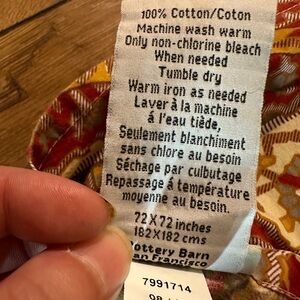 100% Cotton/Coton
Machine wash warm
Only non-chlorine bleach
When needed
Tumble dry
Warm iron as needed
Laver à la machine
á l'eau tiède,
Seulement blanchiment
sans chlore au besoin
Séchage par culbutage
Repassage á température
moyenne au besoin.
72 X 72 inches
182 X 182 cms
ottery Barn
an Francisco
7991714